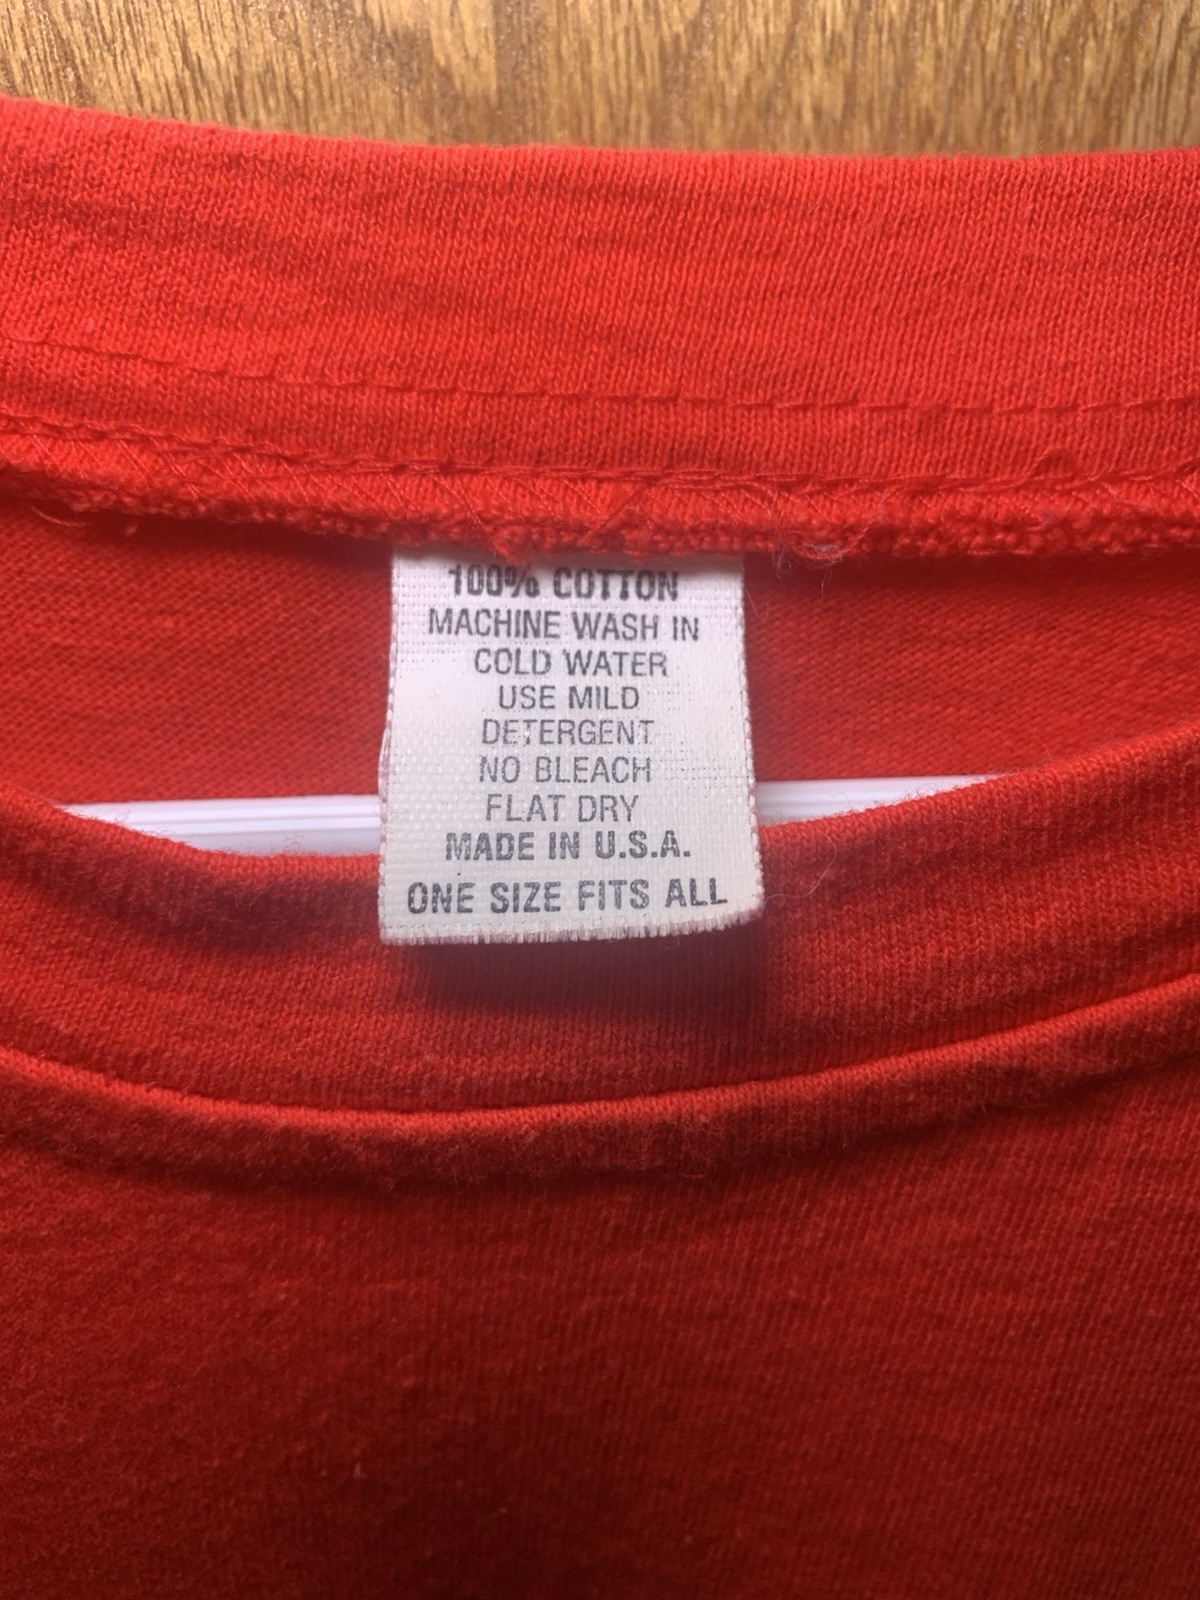 100% COTTON
MACHINE WASH IN
COLD WATER
USE MILD
DETERGENT
NO BLEACH
FLAT DRY
MADE IN U.S.A.
ONE SIZE FITS ALL